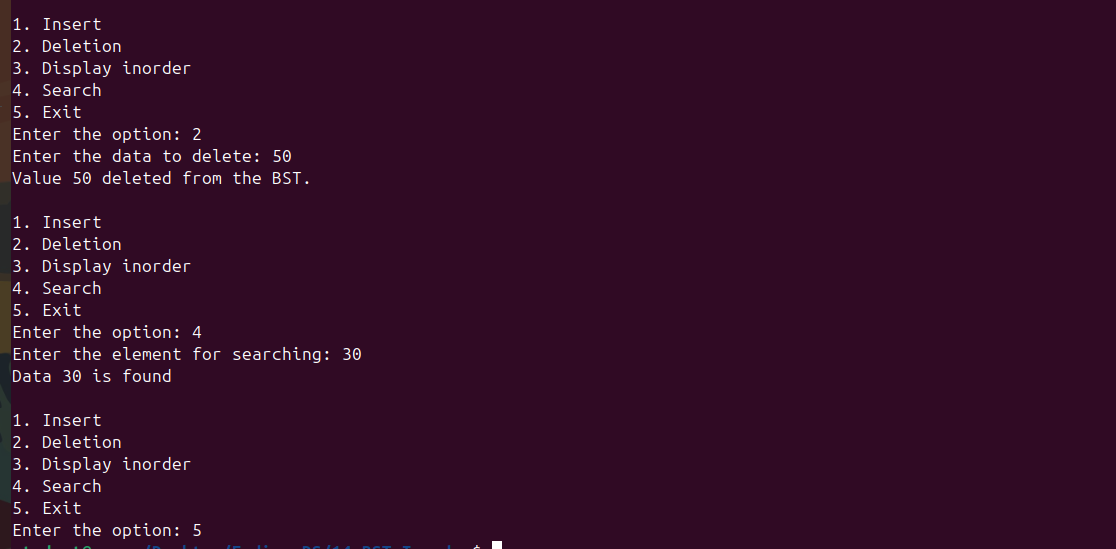 1. Insert
2. Deletion
3. Display inorder
4. Search
5. Exit
Enter the option: 2
Enter the data to delete: 50
Value 50 deleted from the BST.
1. Insert
2. Deletion
3. Display inorder
4. Search
5. Exit
Enter the option: 4
Enter the element for searching: 30
Data 30 is found
1. Insert
2. Deletion
3. Display inorder
4. Search
5. Exit
Enter the option: 5